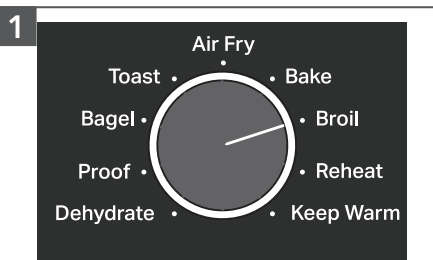 1
Air Fry
Toast
Bake
Bagel
Broil
Proof
Reheat
Dehydrate
Keep Warm